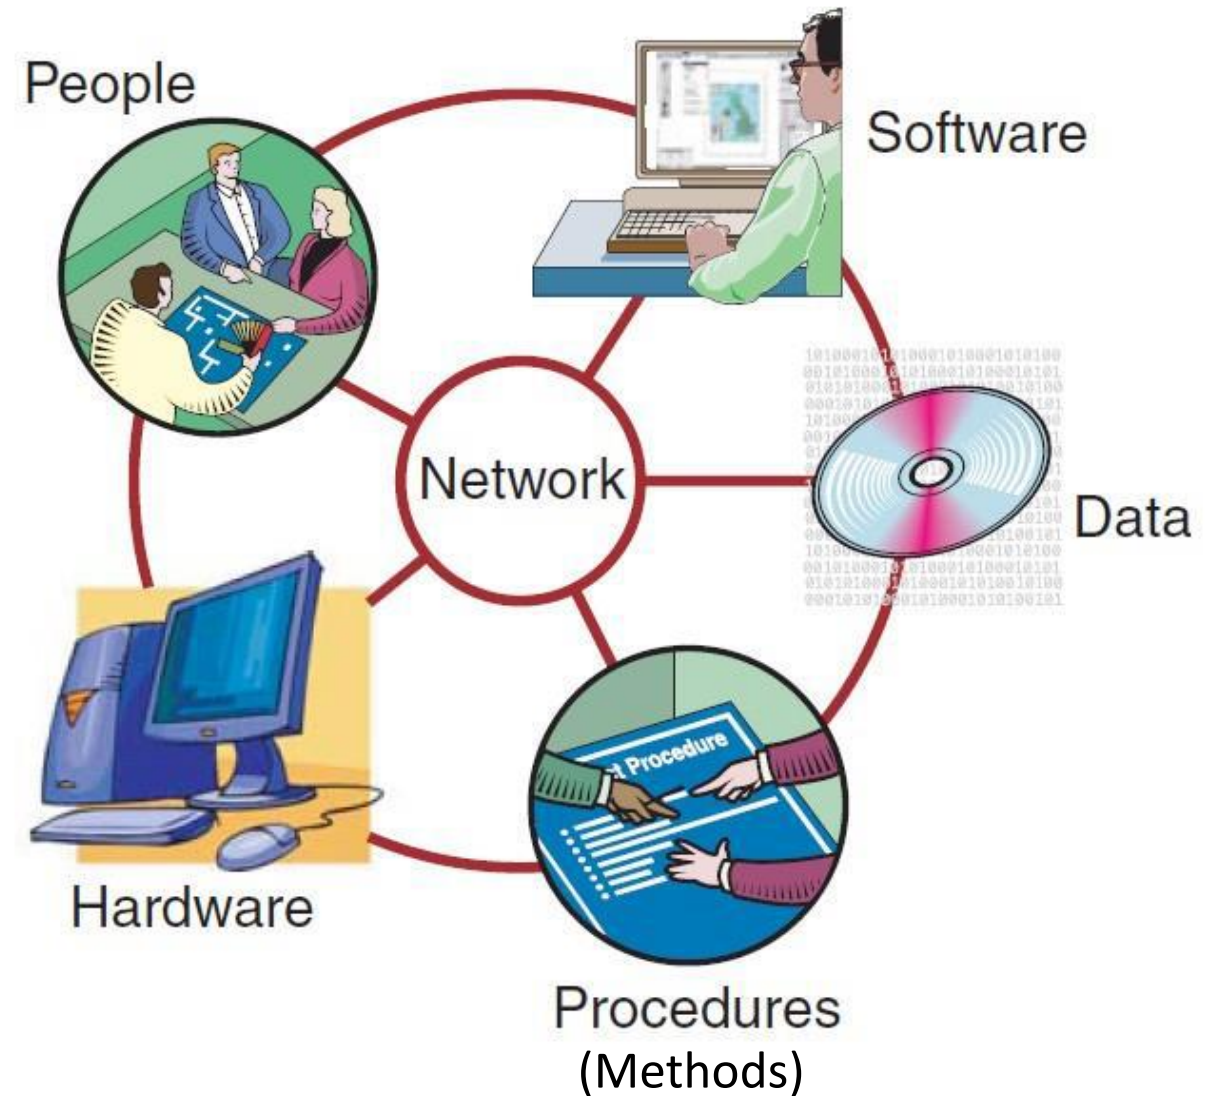 People
Software
Network
Data
Procedure
Hardware
Procedures
(Methods)